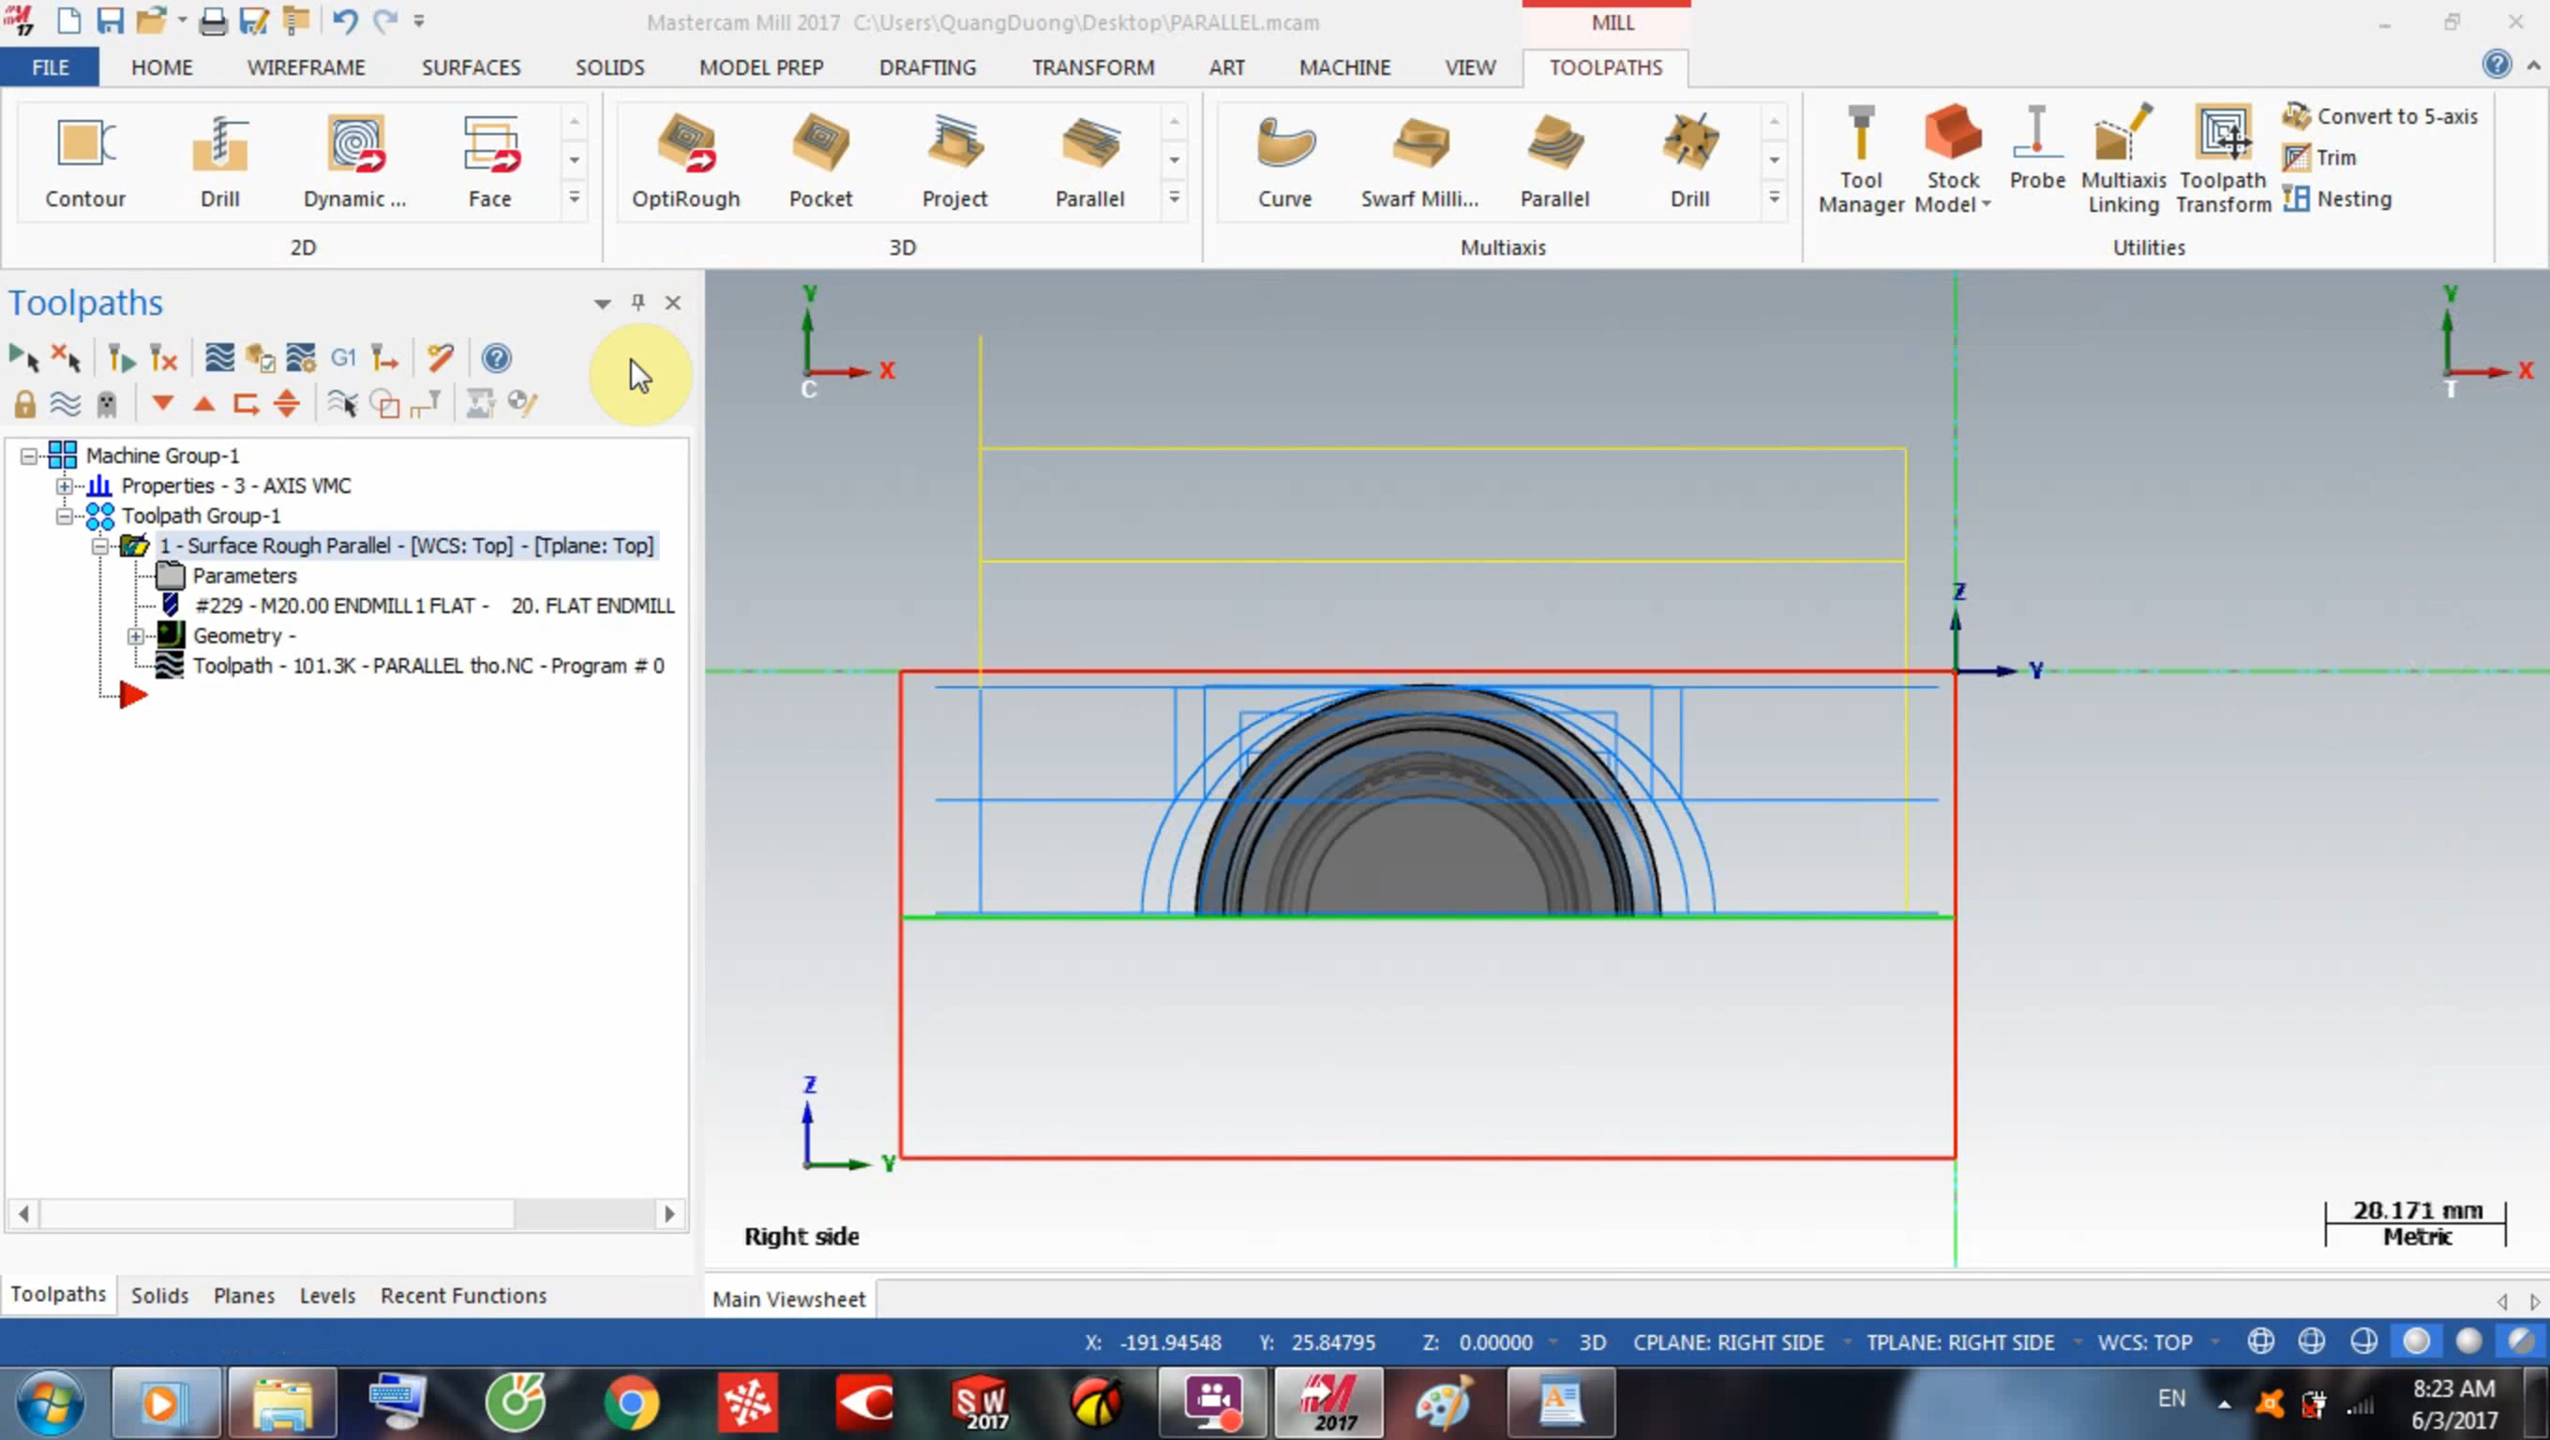 Mastercam Mill 2017 C:\Users\QuangDuong\Desktop\PARALLEL.mcam
MILL
FILE HOME WIREFRAME SURFACES SOLIDS MODEL PREP DRAFTING TRANSFORM ART MACHINE VIEW TOOLPATHS
Contour Drill Dynamic ... Face
2D
OptiRough Pocket Project Parallel
3D
Curve Swarf Milli... Parallel Drill
Multiaxis
Tool Manager
Stock Model
Probe
Multiaxis Linking
Toolpath Transform
Convert to 5-axis
Trim
Nesting
Utilities
Toolpaths
G1
Machine Group-1
Properties - 3 - AXIS VMC
Toolpath Group-1
1 - Surface Rough Parallel - [WCS: Top] - [Tplane: Top]
Parameters
#229 - M20.00 ENDMILL1 FLAT - 20. FLAT ENDMILL
Geometry -
Toolpath - 101.3K - PARALLEL tho.NC - Program # 0
Y
X
C
Y
X
T
Z
Y
Z
Y
Right side
20.171 mm
Metric
Toolpaths Solids Planes Levels Recent Functions
Main Viewsheet
X: -191.94548 Y: 25.84795 Z: 0.00000 3D CPLANE: RIGHT SIDE TPLANE: RIGHT SIDE WCS: TOP
SW
2017
2017
EN
8:23 AM
6/3/2017